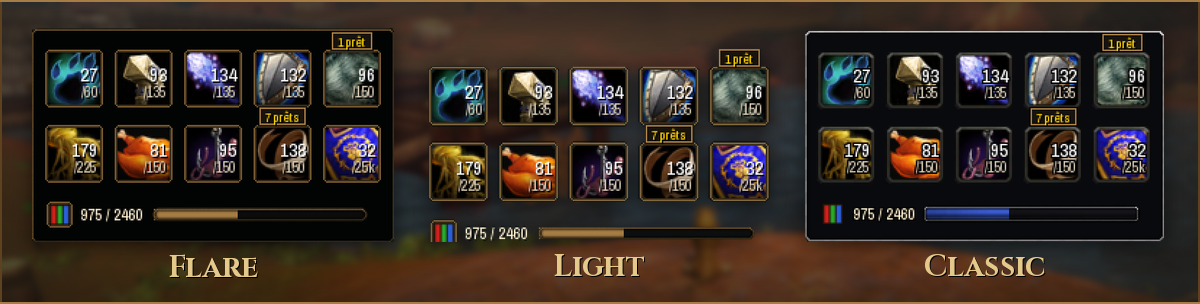 1 prêt
27 93 134 132 96
/60 /135 /135 /135 /150
7 prêts
179 81 95 138 32
/225 /150 /150 /150 /25k
975 / 2460
FLARE
1 prêt
27 93 134 132 96
/60 /135 /135 /135 /150
7 prêts
179 81 95 138 32
/225 /150 /150 /150 /25k
975 / 2460
LIGHT
1 prêt
27 93 134 132 96
/60 /135 /135 /135 /150
7 prêts
179 81 95 138 32
/225 /150 /150 /150 /25k
975 / 2460
CLASSIC